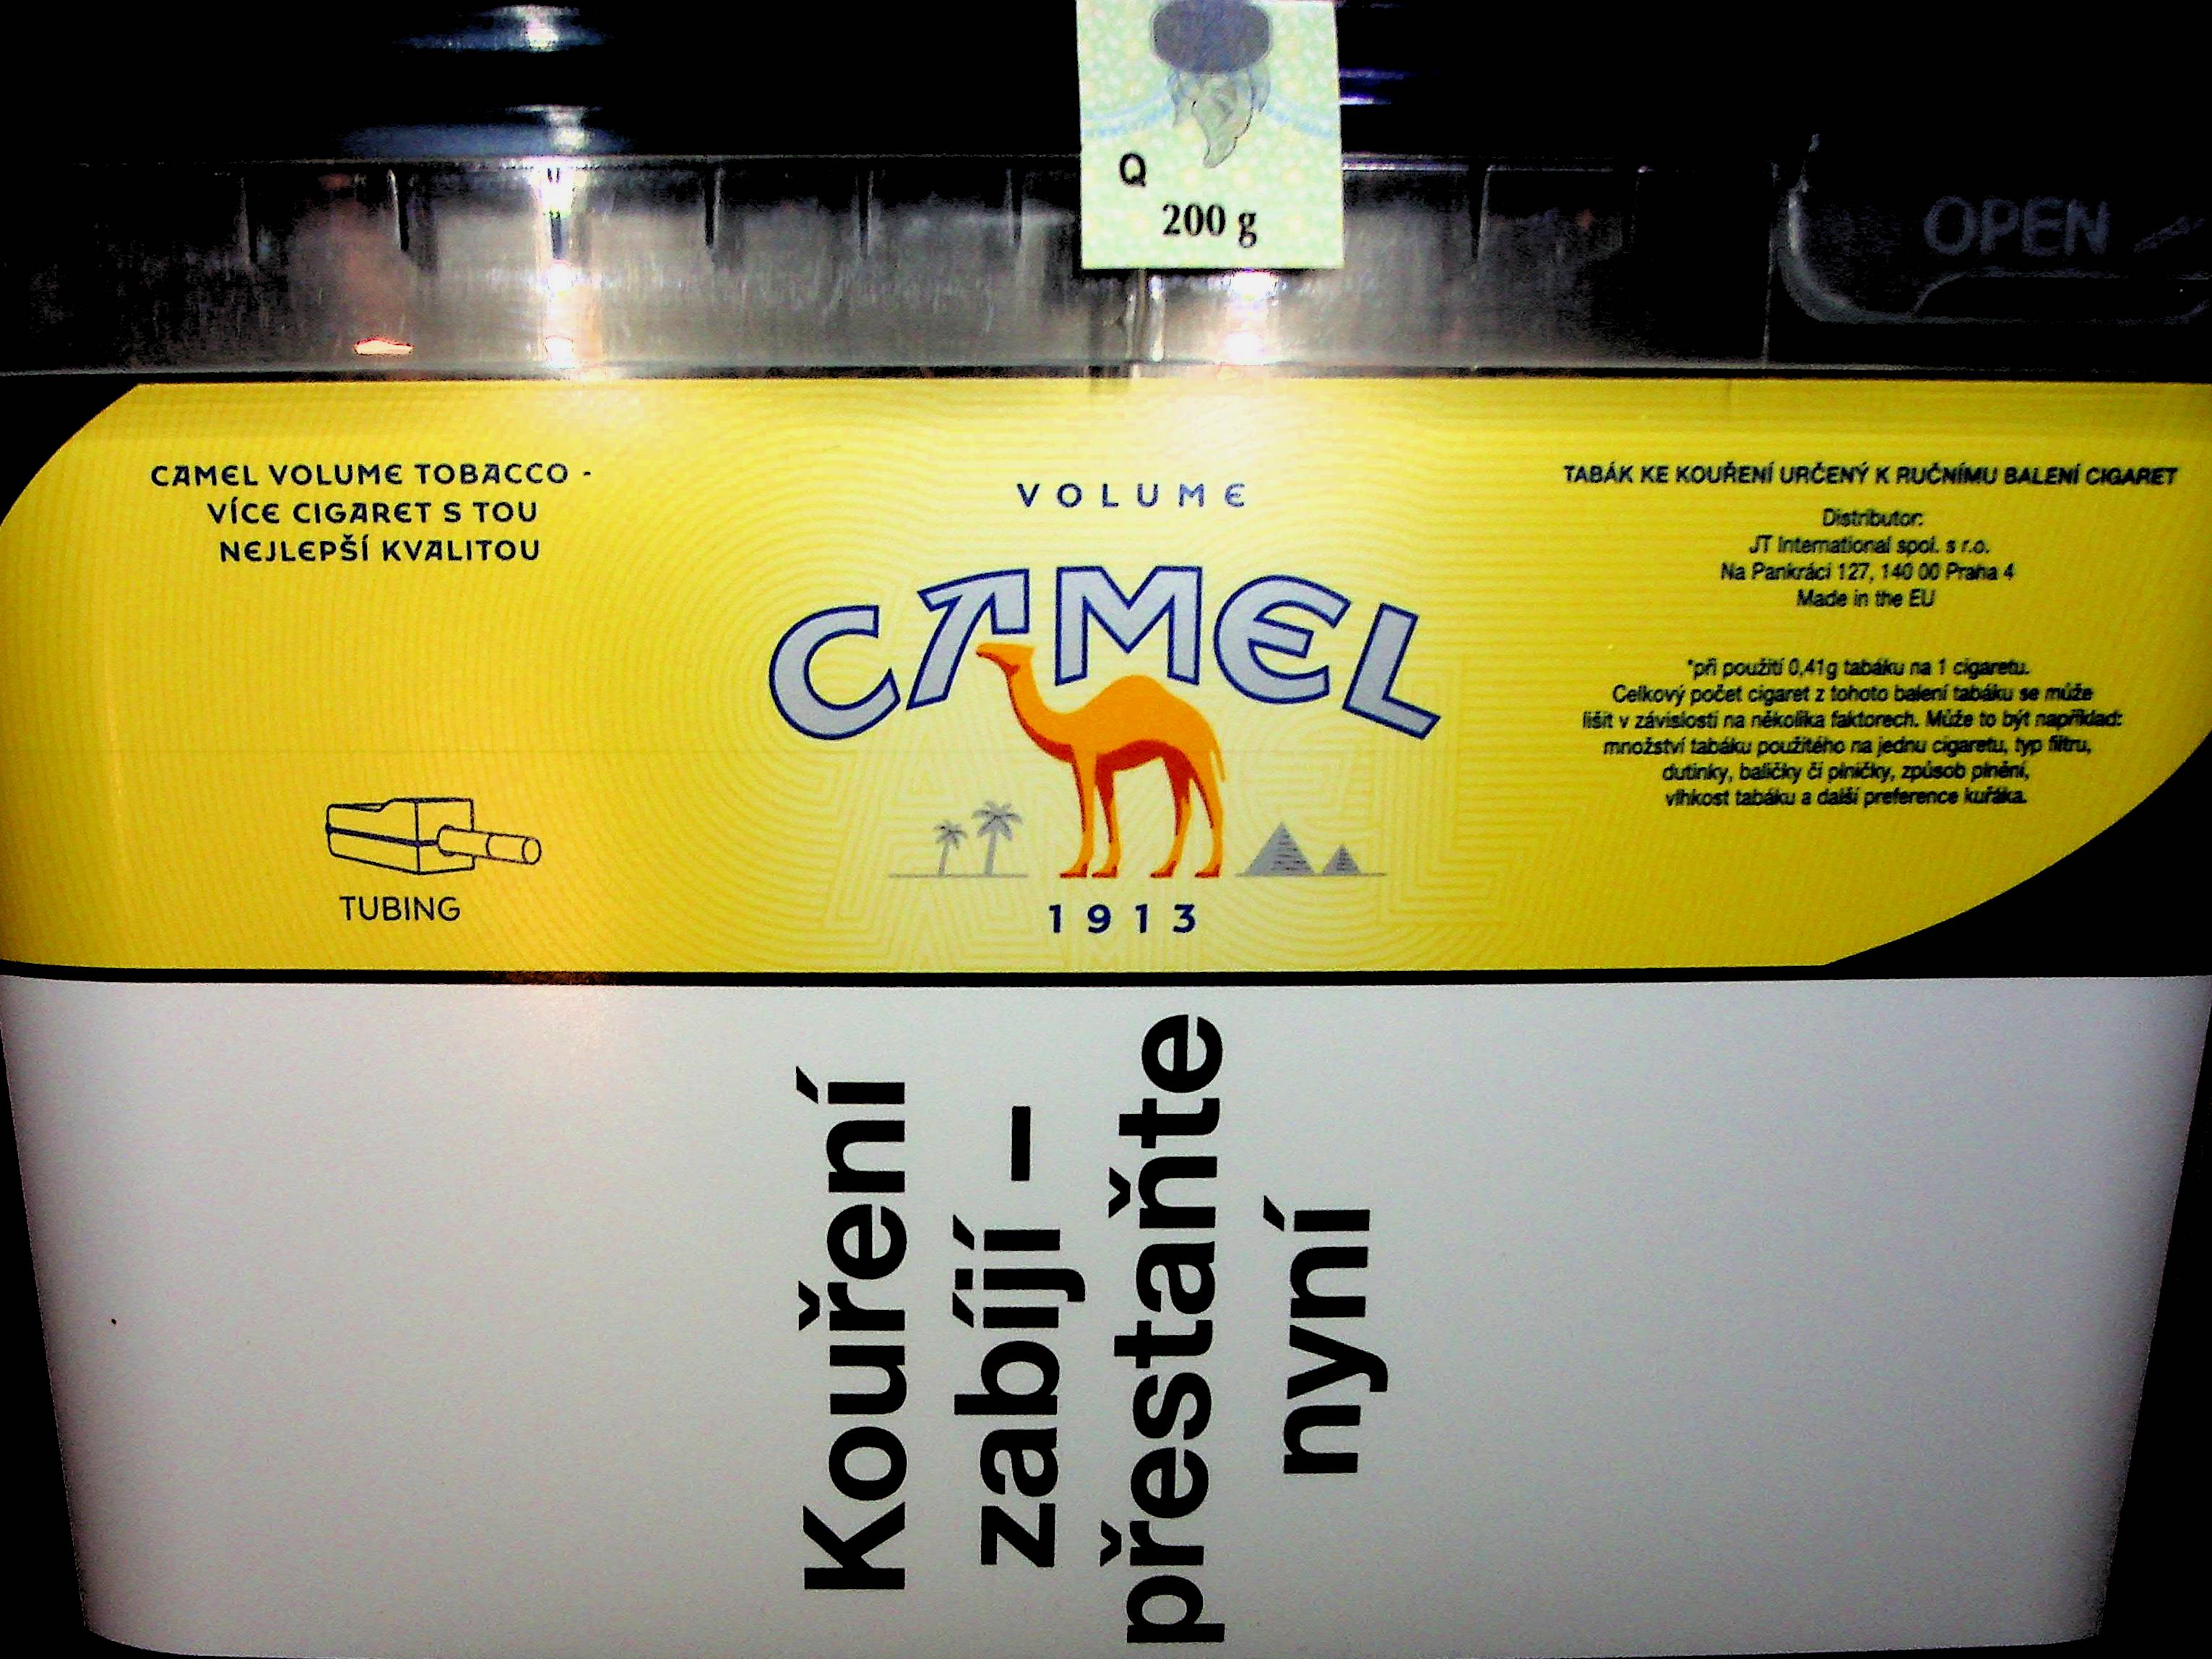 Q
200 g
OPEN
CAMEL VOLUME TOBACCO -
VÍCE CIGARET S TOU
NEJLEPŠÍ KVALITOU
TUBING
VOLUME
CAMEL
1913
TABÁK KE KOUŘENÍ URČENÝ K RUČNÍMU BALENÍ CIGARET
Distributor:
JT International spol. s r.o.
Na Pankráci 127, 140 00 Praha 4
Made in the EU
*při použití 0,41g tabáku na 1 cigaretu.
Celkový počet cigaret z tohoto balení tabáku se může
lišit v závislosti na několika faktorech. Může to být například:
množství tabáku použitého na jednu cigaretu, typ filtru,
dutinky, baličky či plničky, způsob plnění,
vlhkost tabáku a další preference kuřáka.
Kouření
zabíjí –
přestaňte
nyní